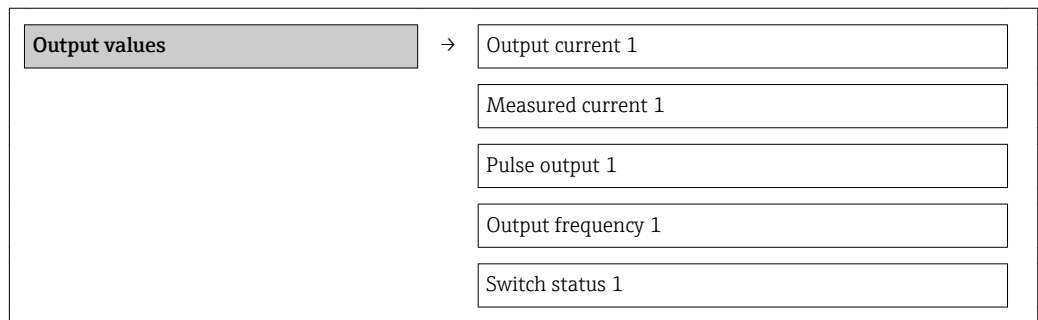 Output values → Output current 1
Measured current 1
Pulse output 1
Output frequency 1
Switch status 1